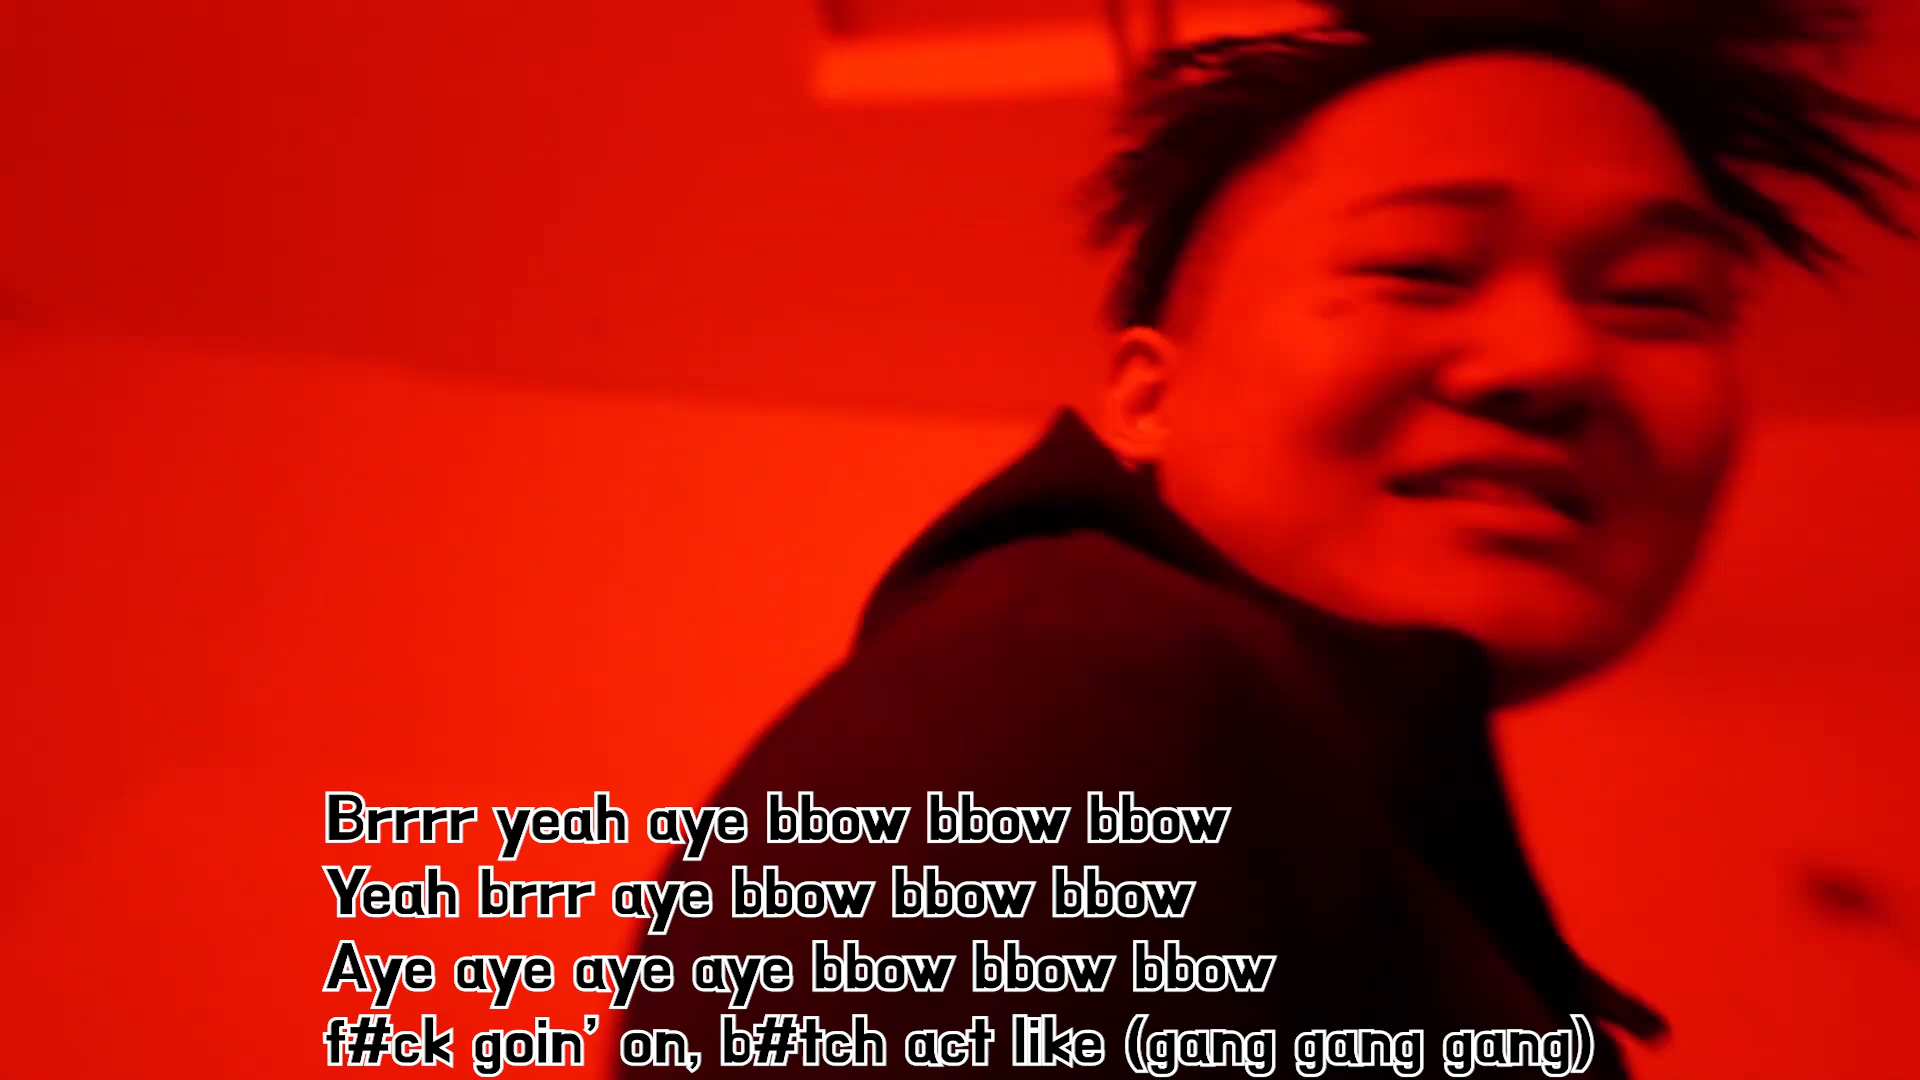 Brrrr yeah aye bbow bbow bbow
Yeah brrr aye bbow bbow bbow
Aye aye aye aye bbow bbow bbow
f#ck goin' on, b#tch act like (gang gang gang)